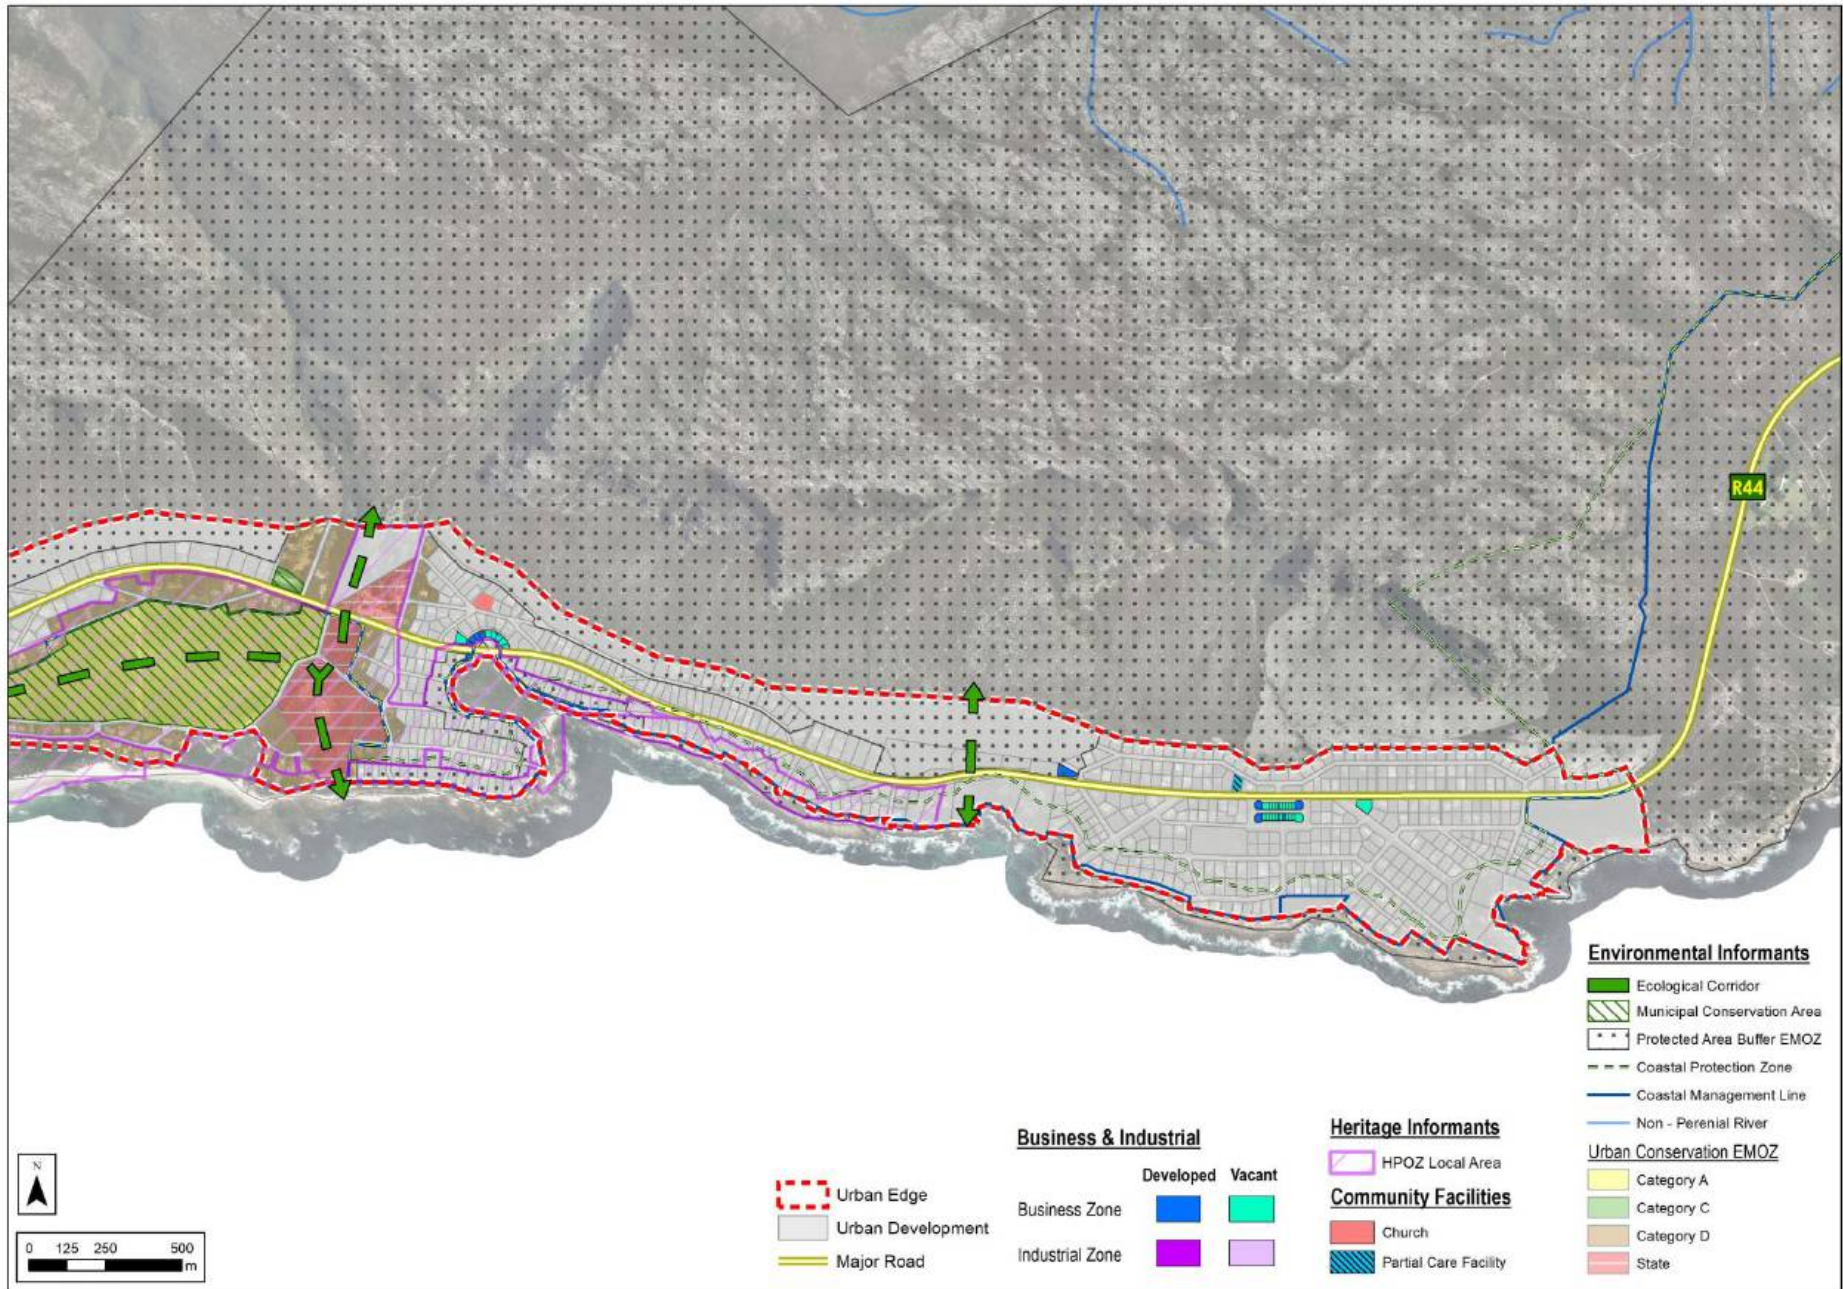 R44
Environmental Informants
Ecological Corridor
Municipal Conservation Area
Protected Area Buffer EMOZ
Coastal Protection Zone
Coastal Management Line
Non - Perenial River
Urban Conservation EMOZ
Category A
Category C
Category D
State
Heritage Informants
HPOZ Local Area
Community Facilities
Church
Partial Care Facility
Business & Industrial
Developed Vacant
Business Zone
Industrial Zone
Urban Edge
Urban Development
Major Road
N
0 125 250 500
m